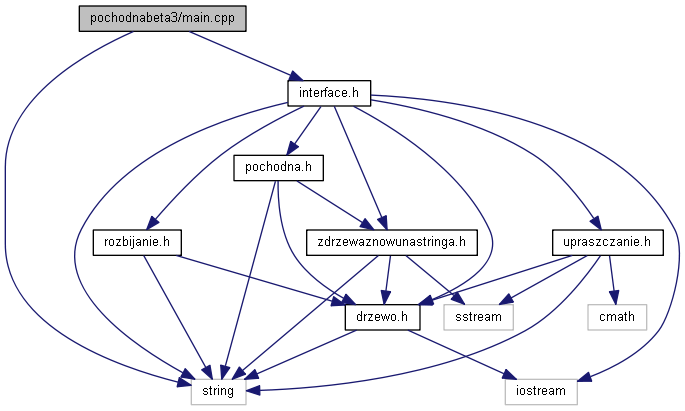 pochodnabeta3/main.cpp
interface.h
pochodna.h
rozbijanie.h
zdrzewaznowunastringa.h
upraszczanie.h
drzewo.h
sstream
cmath
string
iostream